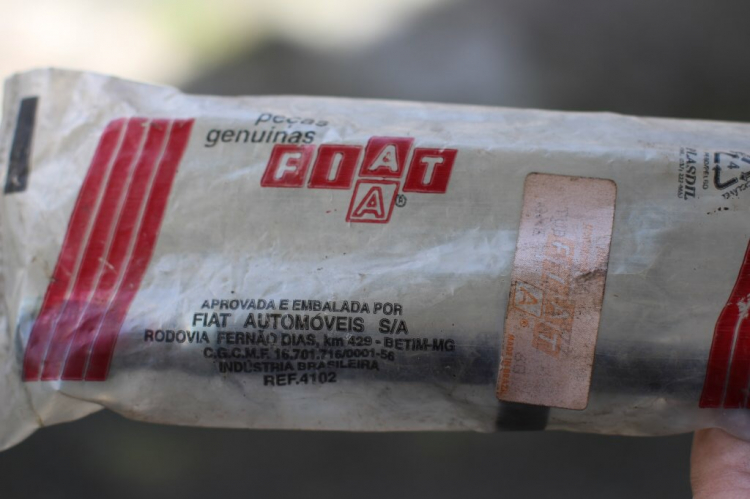 peças
genuínas
FIAT
A®
APROVADA E EMBALADA POR
FIAT AUTOMÓVEIS S/A
RODOVIA FERNÃO DIAS, km 429 - BETIM-MG
C.G.C.M.F. 16.701.716/0001-56
INDÚSTRIA BRASILEIRA
REF.4102